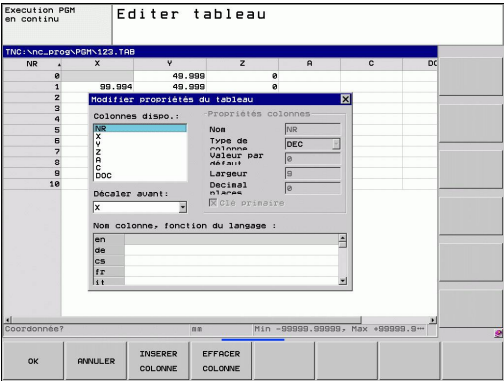 Execution PGM
en continu
Editer tableau
TNC:\nc_prog\PGM\123.TAB
NR X Y Z A C DOC
0 49.999 0
1 99.994 49.999 0
2
3
4
5
6
7
8
9
10
Modifier propriétés du tableau
Colonnes dispo.:
NR
X
Y
Z
A
C
DOC
Décaler avant:
X
Propriétés colonnes
Nom NR
Type de colonne DEC
Valeur par défaut 0
Largeur 9
Decimal places 0
Clé primaire
Nom colonne, fonction du langage :
en
de
cs
fr
it
Coordonnée? mm Min -99999.99999, Max +99999.9
OK
ANNULER
INSERER COLONNE
EFFACER COLONNE